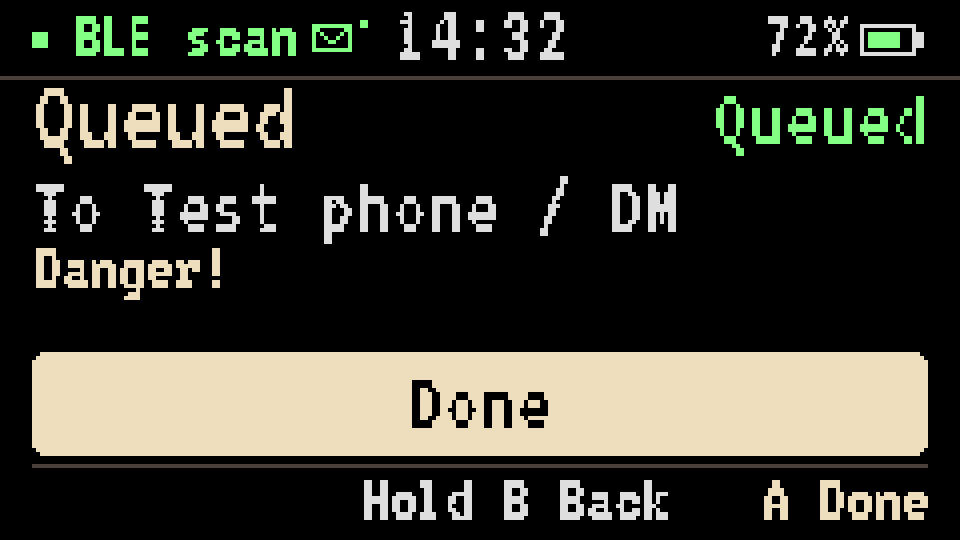 BLE scan 14:32 72%
Queued Queued
To Test phone / DM
Danger!
Done
Hold B Back A Done